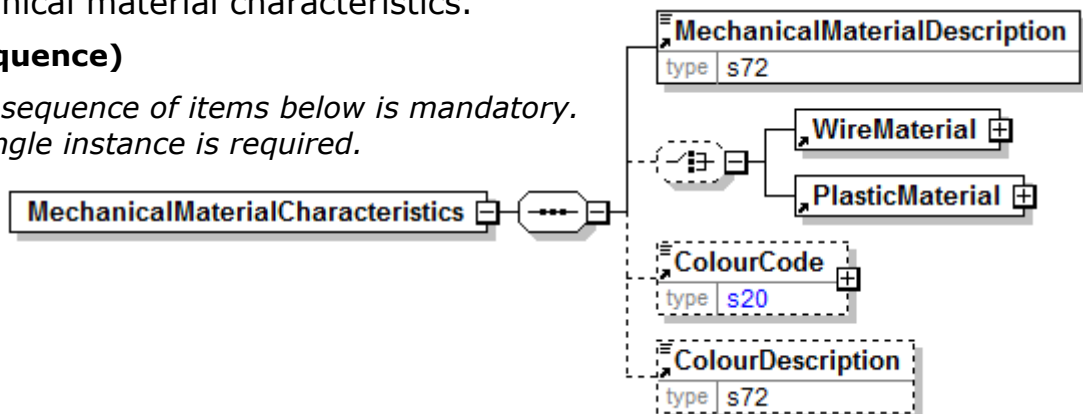 nical material characteristics.
quence)
sequence of items below is mandatory.
ngle instance is required.
MechanicalMaterialCharacteristics
MechanicalMaterialDescription
type s72
WireMaterial
PlasticMaterial
ColourCode
type s20
ColourDescription
type s72